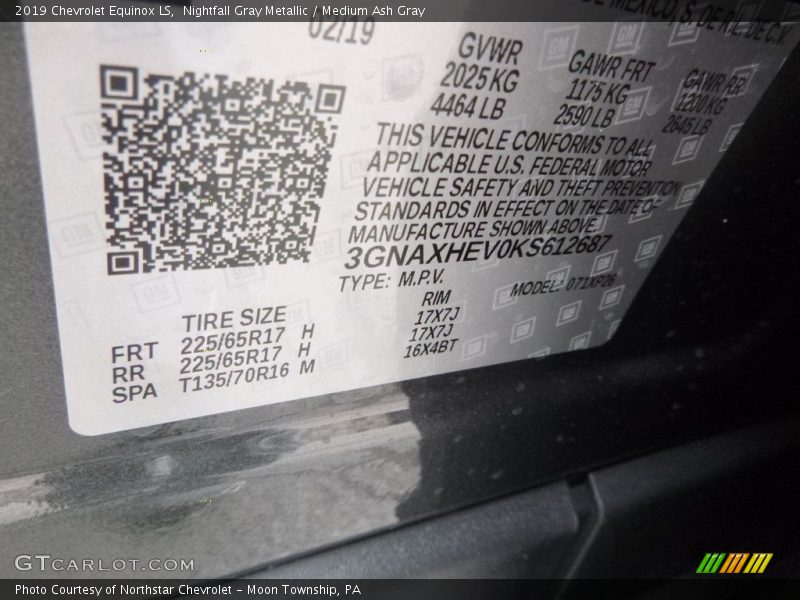 2019 Chevrolet Equinox LS, Nightfall Gray Metallic / Medium Ash Gray
DE MEXICO, S. DE R.L. DE C.V.
02/19
GVWR GAWR FRT GAWR RR
2025 KG 1175 KG 1200 KG
4464 LB 2590 LB 2645 LB
THIS VEHICLE CONFORMS TO ALL
APPLICABLE U.S. FEDERAL MOTOR
VEHICLE SAFETY AND THEFT PREVENTION
STANDARDS IN EFFECT ON THE DATE OF
MANUFACTURE SHOWN ABOVE.
3GNAXHEV0KS612687
TYPE: M.P.V. MODEL: 071XP26
TIRE SIZE RIM
FRT 225/65R17 H 17X7J
RR 225/65R17 H 17X7J
SPA T135/70R16 M 16X4BT
GTCARLOT.COM
Photo Courtesy of Northstar Chevrolet - Moon Township, PA